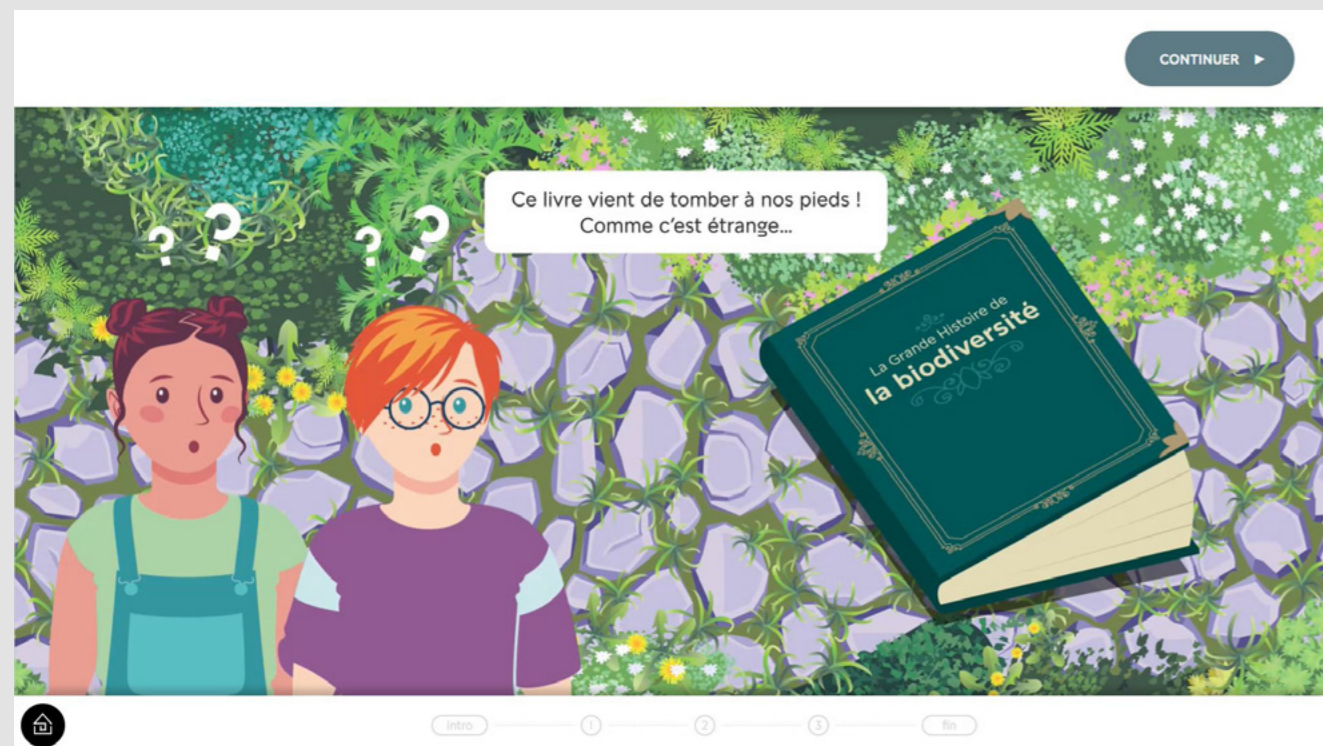 CONTINUER
Ce livre vient de tomber à nos pieds !
Comme c'est étrange...
? ? ? ?
La Grande Histoire de
la biodiversité
intro 1 2 3 fin